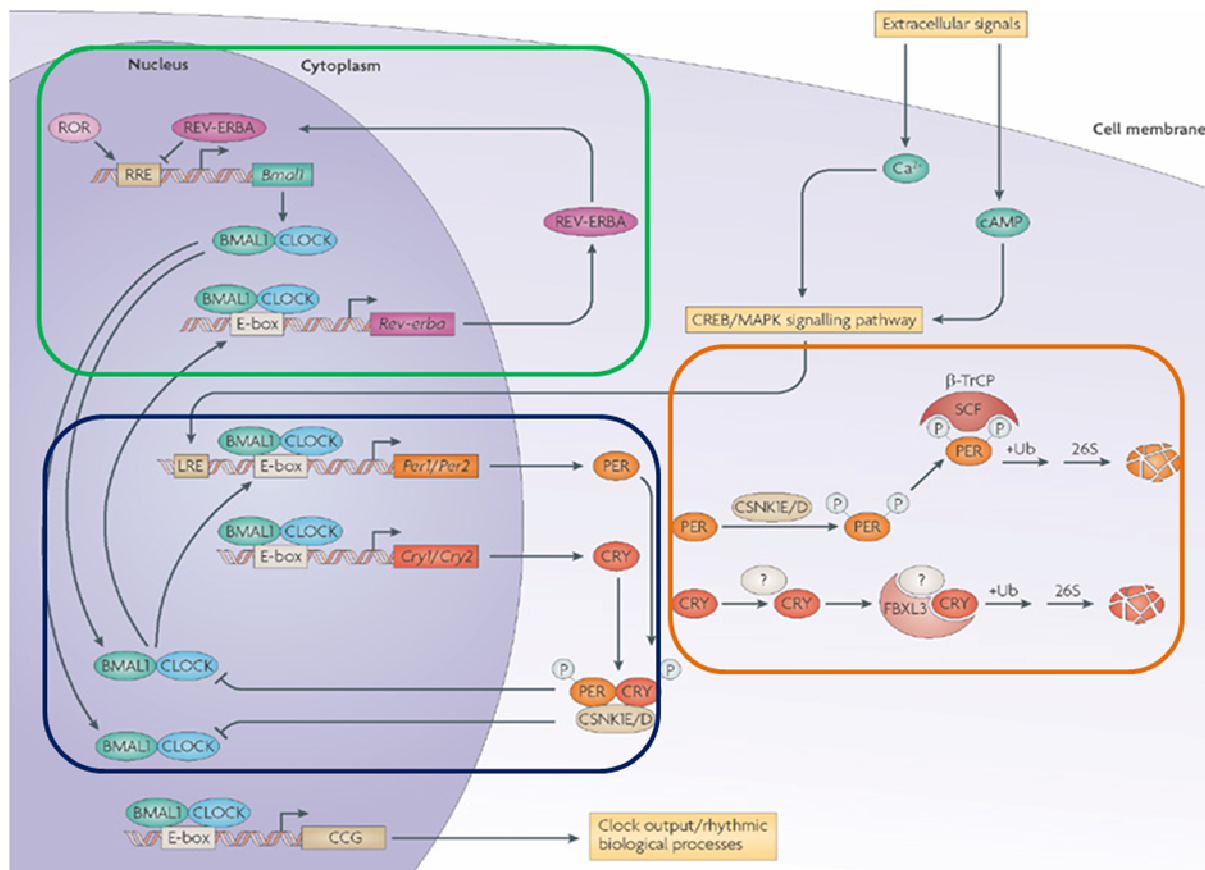 Extracellular signals
Nucleus
Cytoplasm
Cell membrane
ROR
REV-ERBA
RRE
Bmal1
Ca²⁺
cAMP
REV-ERBA
BMAL1 CLOCK
BMAL1 CLOCK
E-box
Rev-erba
CREB/MAPK signalling pathway
β-TrCP
SCF
P
P
PER
+Ub
26S
BMAL1 CLOCK
LRE
E-box
Per1/Per2
PER
PER
CSNK1E/D
P
P
PER
BMAL1 CLOCK
E-box
Cry1/Cry2
CRY
CRY
?
CRY
?
FBXL3
CRY
+Ub
26S
BMAL1 CLOCK
P
P
PER CRY
CSNK1E/D
BMAL1 CLOCK
BMAL1 CLOCK
E-box
CCG
Clock output/rhythmic
biological processes